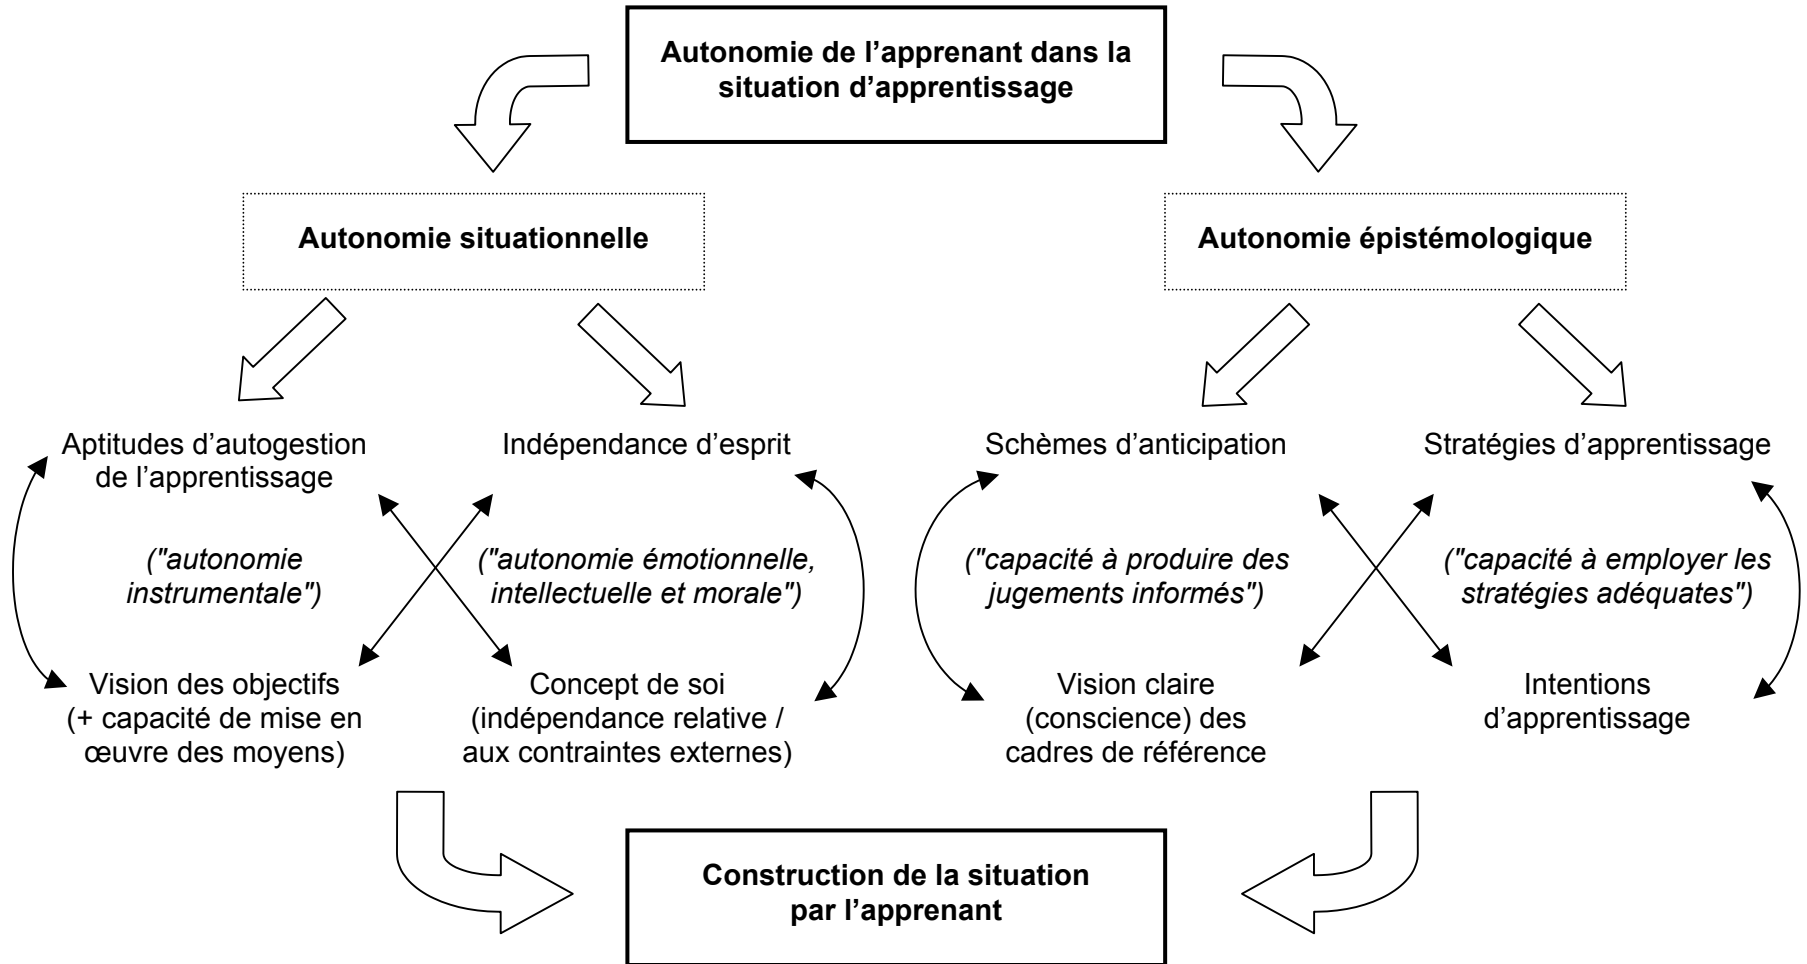 Autonomie de l’apprenant dans la
situation d’apprentissage
Autonomie situationnelle
Autonomie épistémologique
Aptitudes d’autogestion
de l’apprentissage
Indépendance d’esprit
Schèmes d’anticipation
Stratégies d’apprentissage
("autonomie
instrumentale")
("autonomie émotionnelle,
intellectuelle et morale")
("capacité à produire des
jugements informés")
("capacité à employer les
stratégies adéquates")
Vision des objectifs
(+ capacité de mise en
œuvre des moyens)
Concept de soi
(indépendance relative /
aux contraintes externes)
Vision claire
(conscience) des
cadres de référence
Intentions
d’apprentissage
Construction de la situation
par l’apprenant